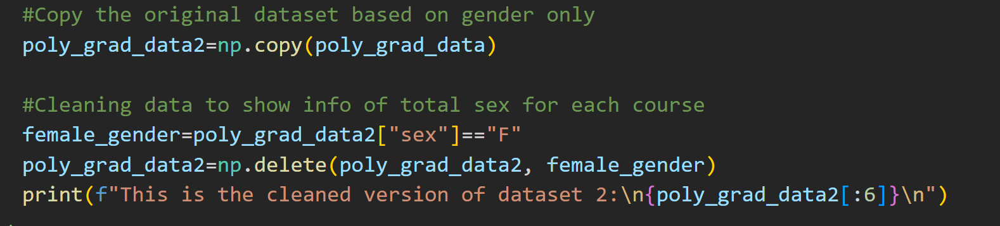 #Copy the original dataset based on gender only
poly_grad_data2=np.copy(poly_grad_data)
#Cleaning data to show info of total sex for each course
female_gender=poly_grad_data2["sex"]=="F"
poly_grad_data2=np.delete(poly_grad_data2, female_gender)
print(f"This is the cleaned version of dataset 2:\n{poly_grad_data2[:6]}\n")